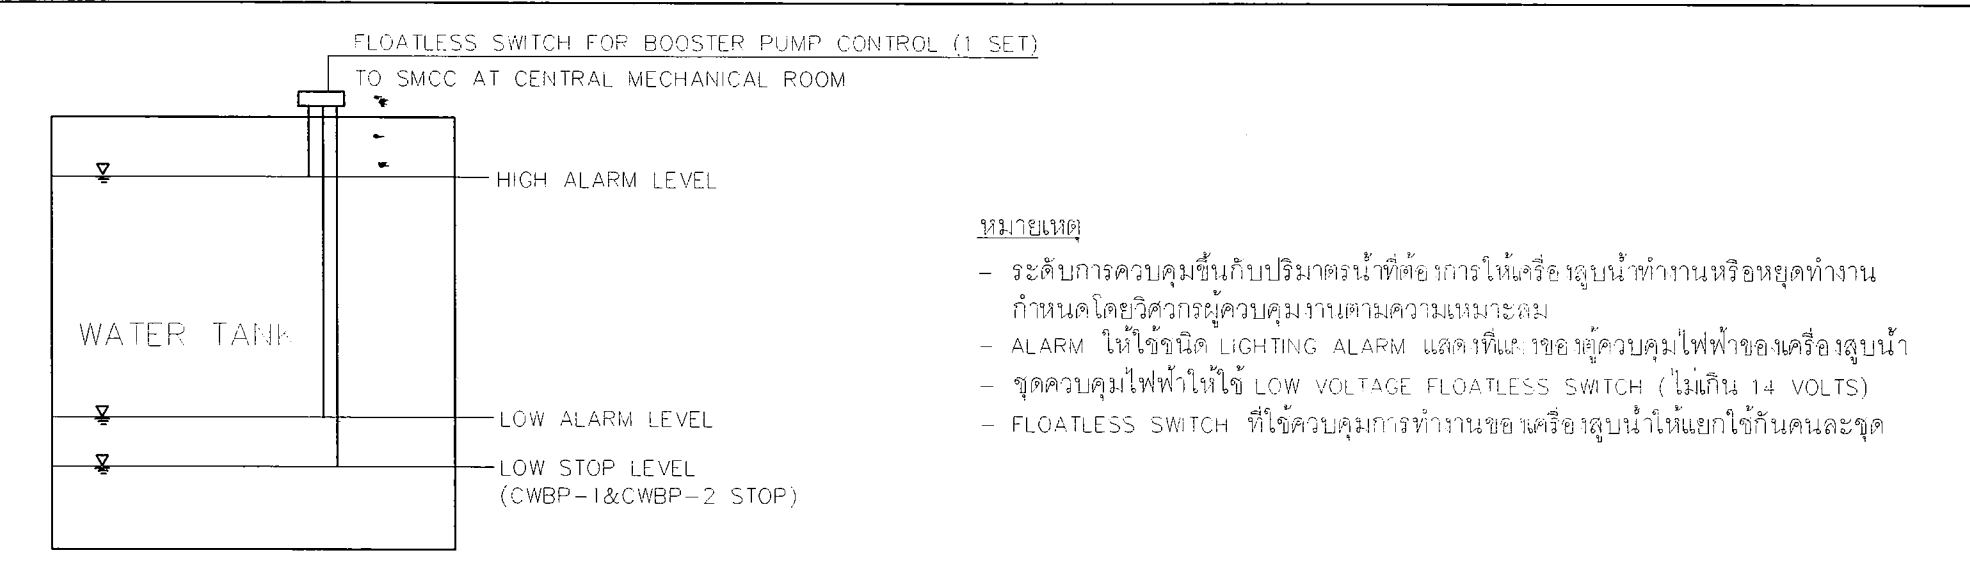 FLOATLESS SWITCH FOR BOOSTER PUMP CONTROL (1 SET)
TO SMCC AT CENTRAL MECHANICAL ROOM
HIGH ALARM LEVEL
WATER TANK
LOW ALARM LEVEL
LOW STOP LEVEL
(CWBP-1&CWBP-2 STOP)
หมายเหตุ
- ระดับการควบคุมขึ้นกับปริมาตรน้ำที่ต้องการให้เครื่องสูบน้ำทำงานหรือหยุดทำงาน
กำหนดโดยวิศวกรผู้ควบคุมงานตามความเหมาะสม
- ALARM ให้ใช้ชนิด LIGHTING ALARM แสดงที่แผงของตู้ควบคุมไฟฟ้าของเครื่องสูบน้ำ
- ชุดควบคุมไฟฟ้าให้ใช้ LOW VOLTAGE FLOATLESS SWITCH (ไม่เกิน 14 VOLTS)
- FLOATLESS SWITCH ที่ใช้ควบคุมการทำงานของเครื่องสูบน้ำให้แยกใช้กันคนละชุด